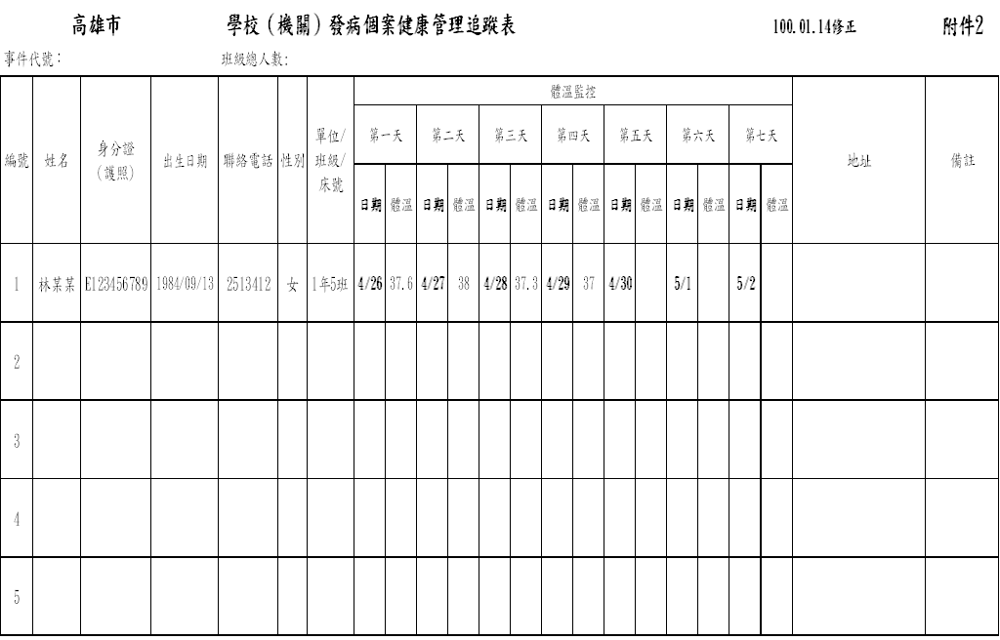 高雄市 學校（機關）發病個案健康管理追蹤表 100.01.14修正 附件2
事件代號： 班級總人數:
編號 姓名 身分證（護照） 出生日期 聯絡電話 性別 單位/班級/床號 體溫監控 地址 備註
第一天 第二天 第三天 第四天 第五天 第六天 第七天
日期 體溫 日期 體溫 日期 體溫 日期 體溫 日期 體溫 日期 體溫 日期 體溫
1 林某某 E123456789 1984/09/13 2513412 女 1年5班 4/26 37.6 4/27 38 4/28 37.3 4/29 37 4/30 5/1 5/2
2
3
4
5